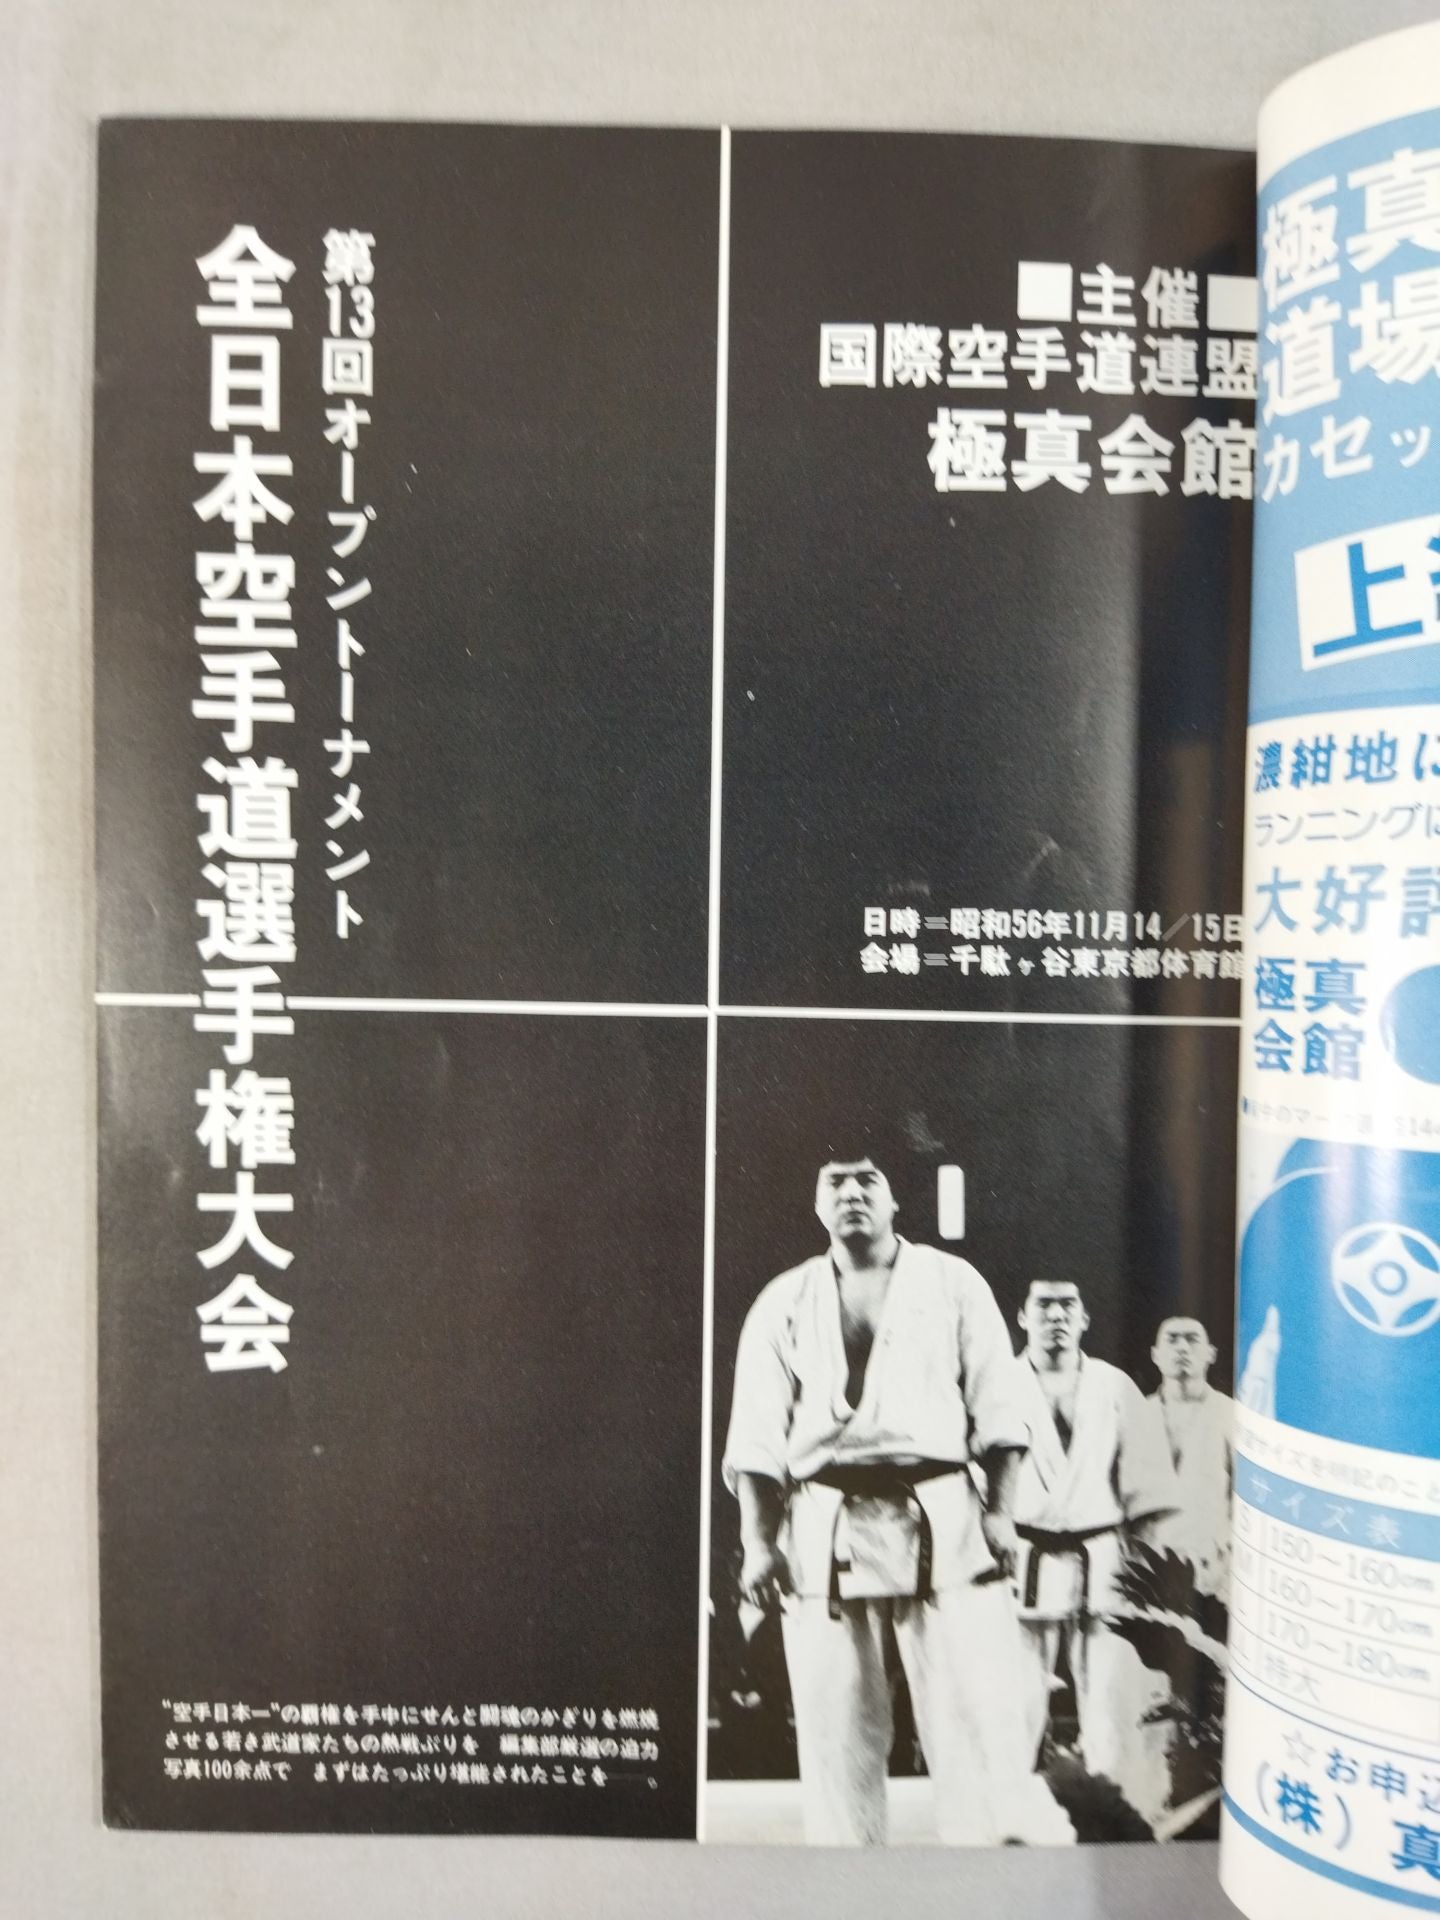 第13回オープントーナメント
全日本空手道選手権大会
■主催■
国際空手道連盟
極真会館
日時＝昭和56年11月14／15日
会場＝千駄ヶ谷東京都体育館
"空手日本一"の覇権を手中にせんと闘魂のかぎりを燃焼
させる若き武道家たちの熱戦ぶりを　編集部厳選の迫力
写真100余点で　まずはたっぷり堪能されたことを——。
極真
道場
カセッ
上
濃紺地に
ランニングに
大好評
極真
会館
サイズを明記のこと
サイズ表
S 150〜160cm
M 160〜170cm
L 170〜180cm
特大
☆お申込
(株) 真